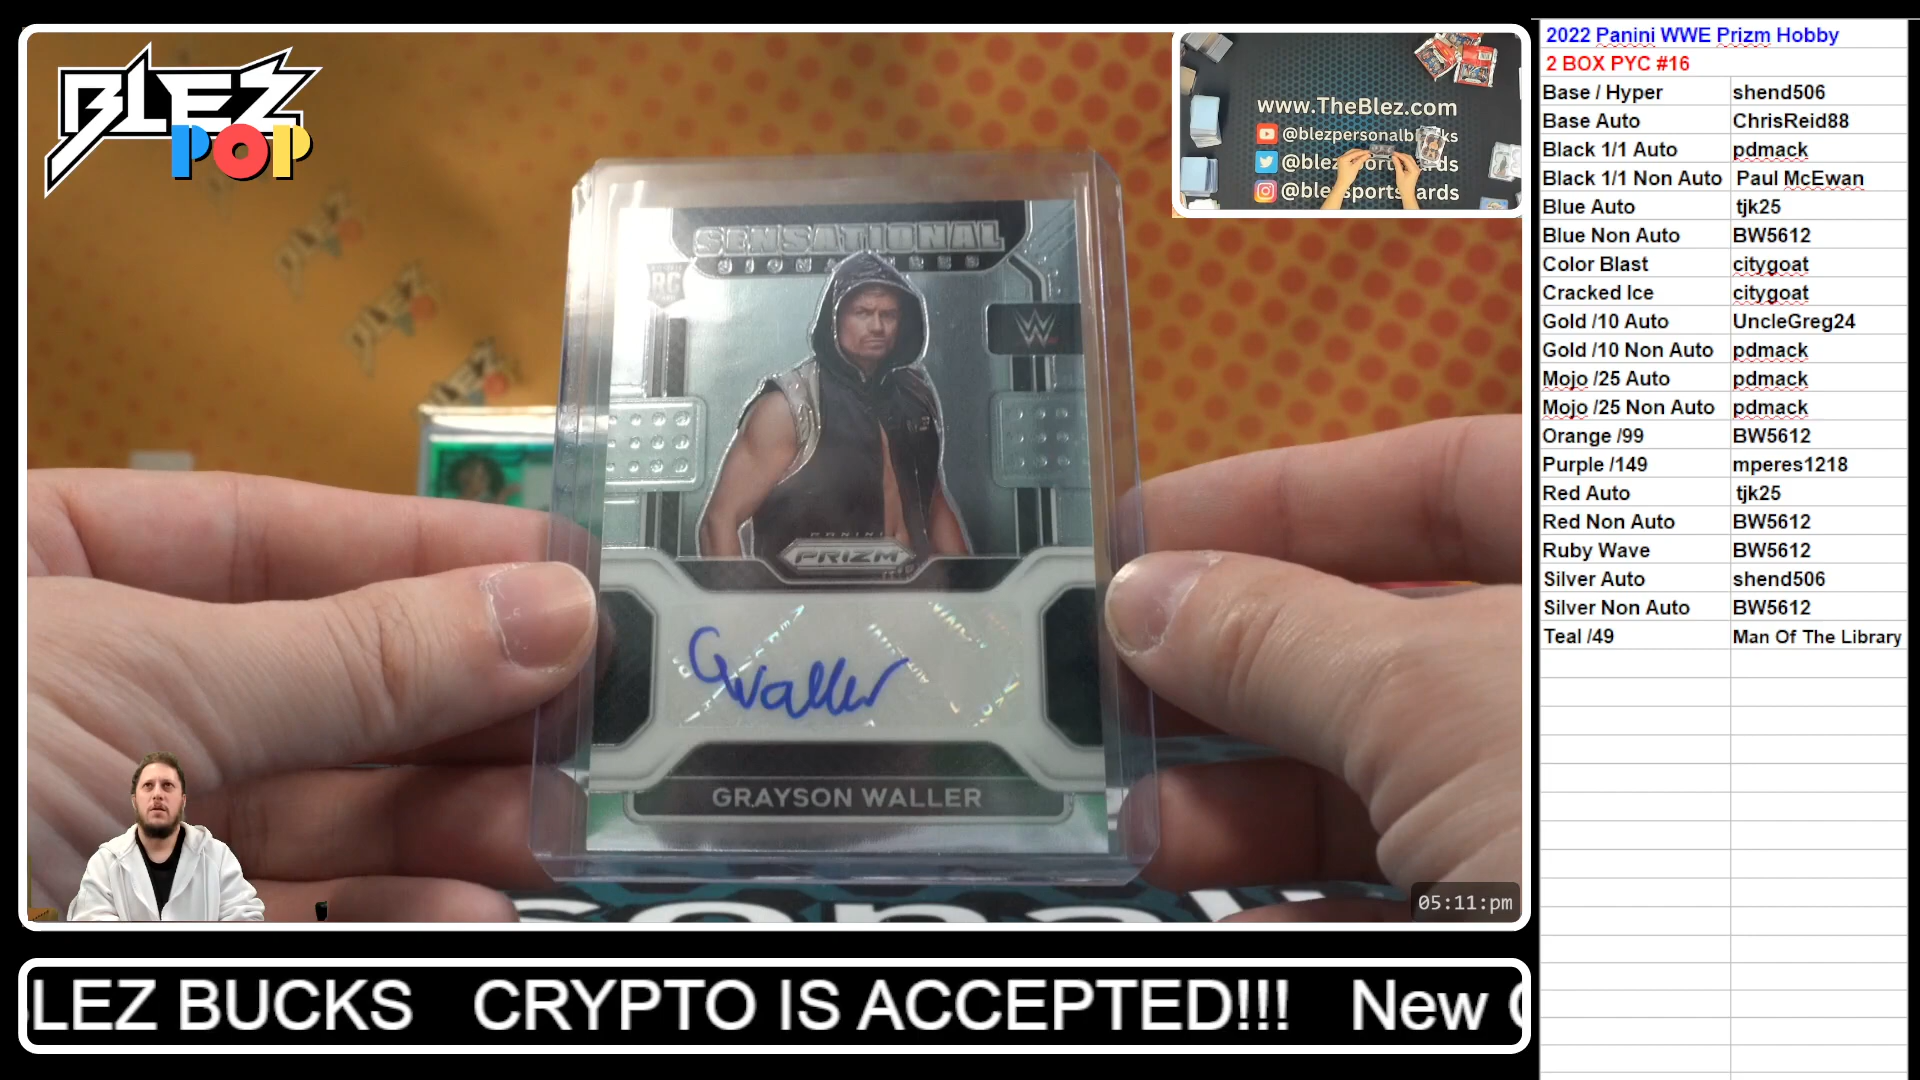 BLEZ
POP
www.TheBlez.com
SENSATIONAL
SIGNATURES
RC
W
PANINI
PRIZM
GWaller
GRAYSON WALLER
05:11:pm
LEZ BUCKS CRYPTO IS ACCEPTED!!! New
2022 Panini WWE Prizm Hobby
2 BOX PYC #16
Base / Hyper shend506
Base Auto ChrisReid88
Black 1/1 Auto pdmack
Black 1/1 Non Auto Paul McEwan
Blue Auto tjk25
Blue Non Auto BW5612
Color Blast citygoat
Cracked Ice citygoat
Gold /10 Auto UncleGreg24
Gold /10 Non Auto pdmack
Mojo /25 Auto pdmack
Mojo /25 Non Auto pdmack
Orange /99 BW5612
Purple /149 mperes1218
Red Auto tjk25
Red Non Auto BW5612
Ruby Wave BW5612
Silver Auto shend506
Silver Non Auto BW5612
Teal /49 Man Of The Library